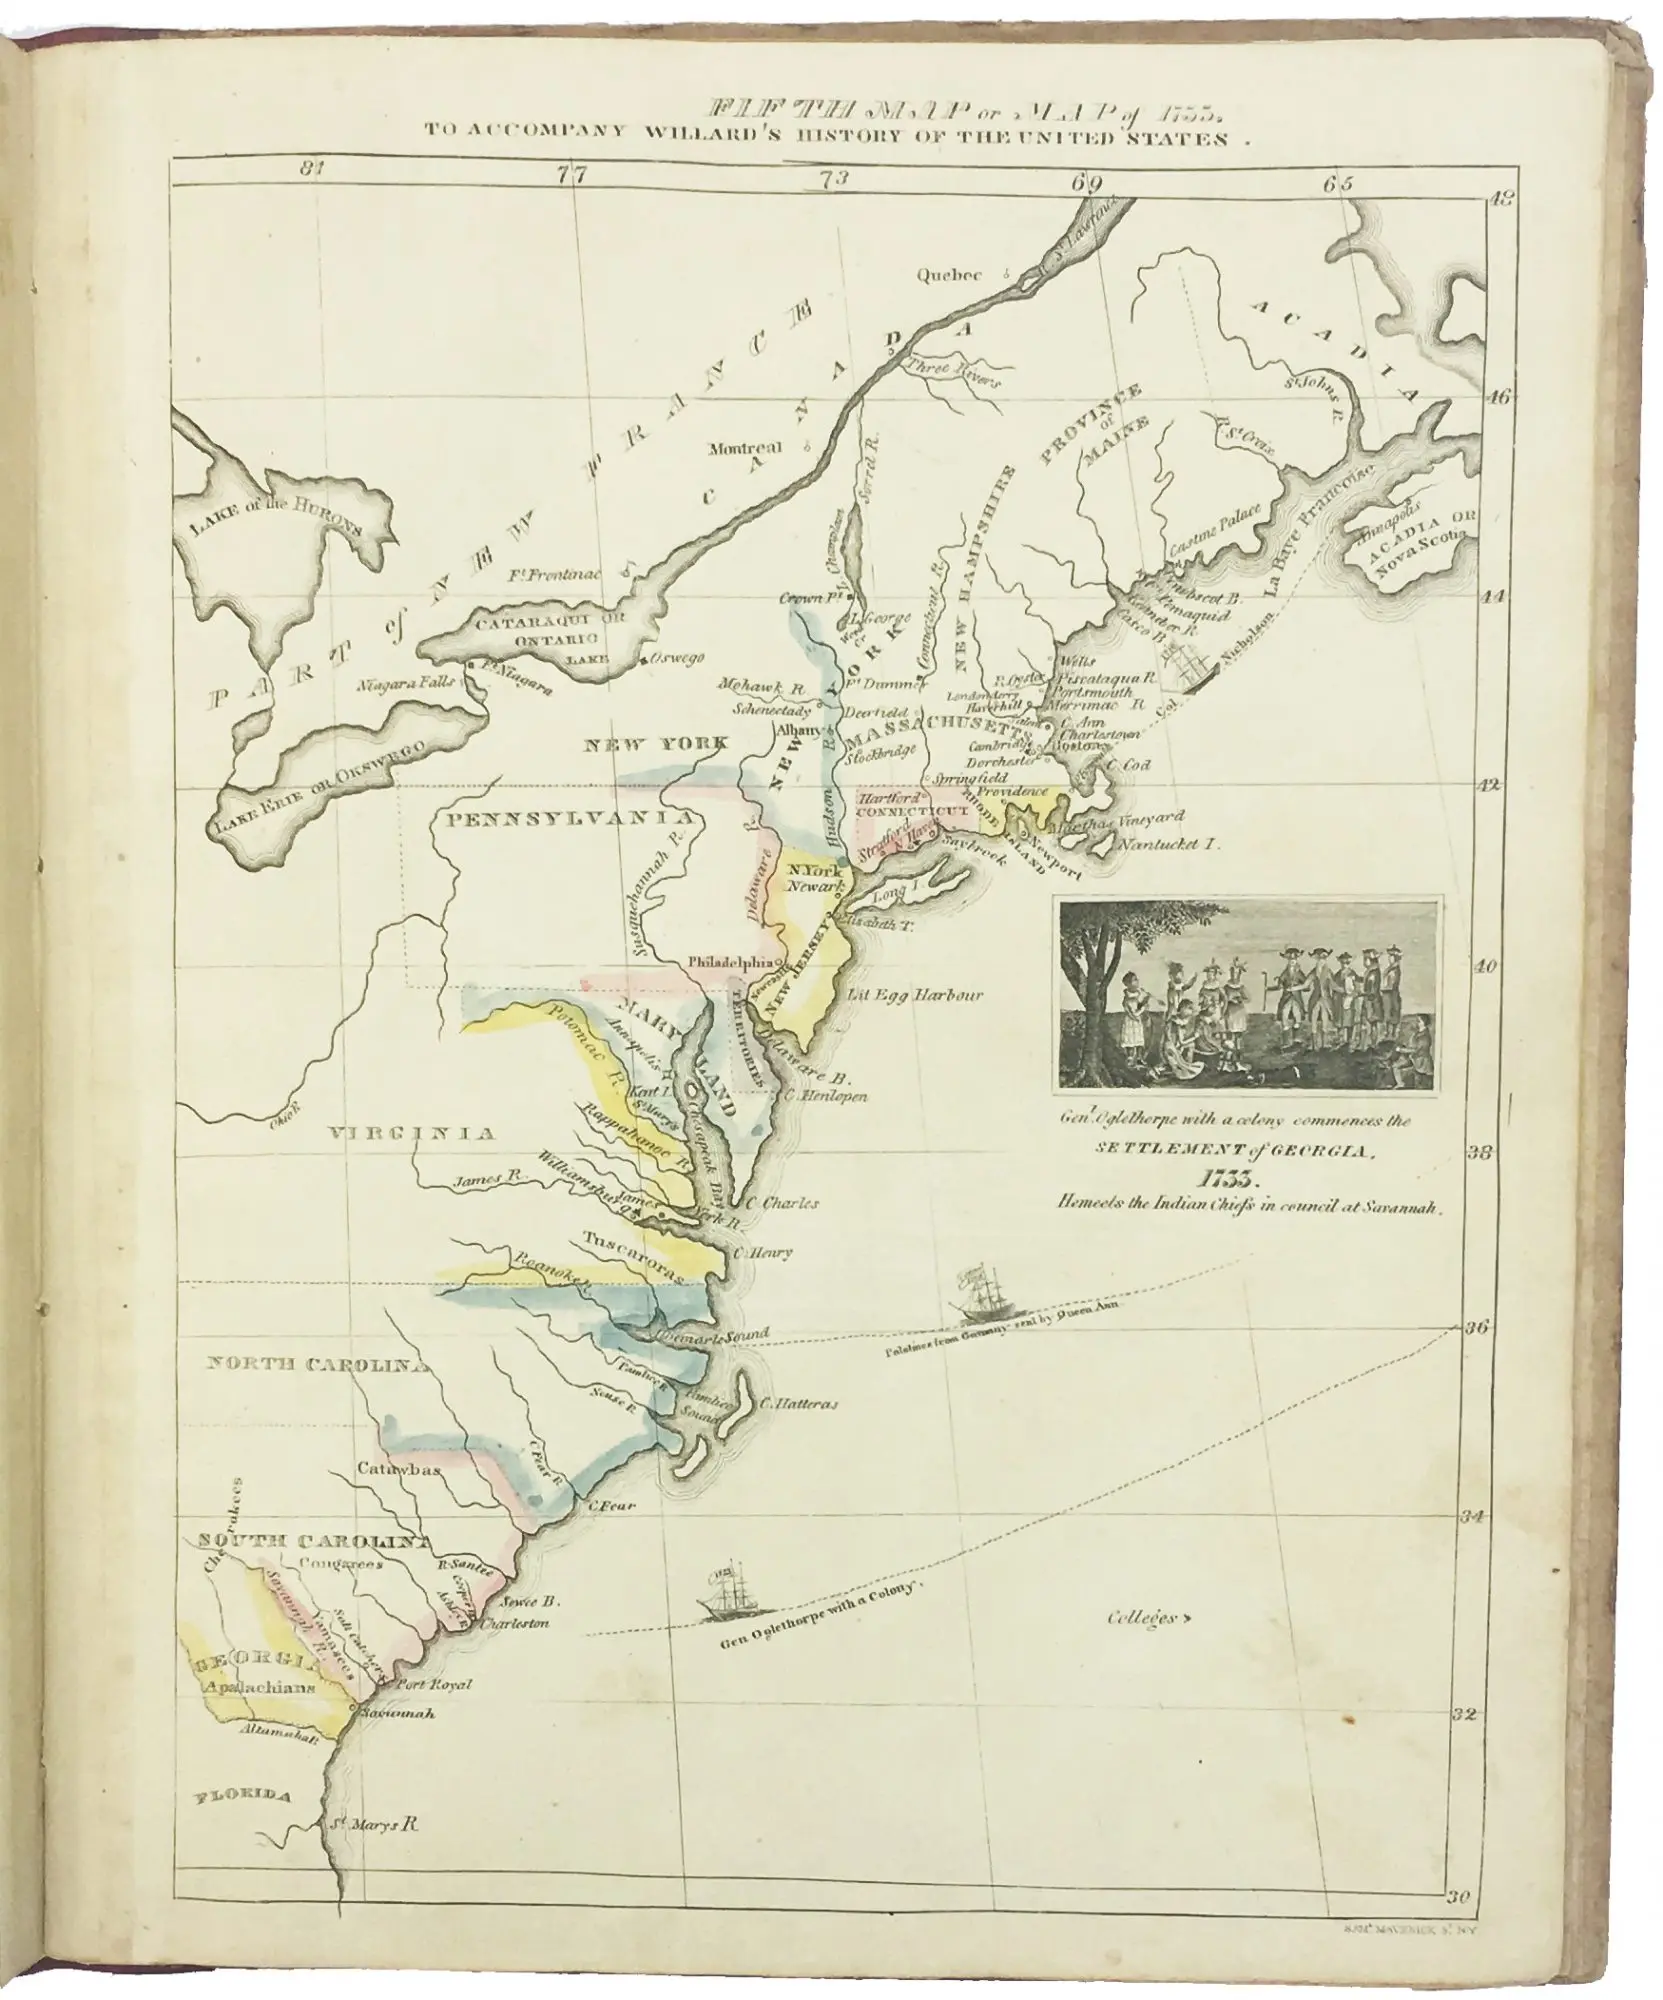 FIFTH MAP or MAP of 1733.
TO ACCOMPANY WILLARD'S HISTORY OF THE UNITED STATES.
81
77
73
69
65
48
St Lawrence
Quebec
ACADIA
PART of NEW FRANCE
CANADA
Three Rivers
St Johns R.
46
PROVINCE
of
MAINE
R. St Croix
Montreal
Sorrel R.
LAKE of the HURONS
NEW HAMPSHIRE
La Baye Francoise
Annapolis
ACADIA OR
Nova Scotia
Castine Palace
Champlain
Ft Frontinac
Connecticut R.
Crown Pt
L. George
44
Penobscot B.
Pemaquid
Casco B.
CATARAQUI OR
ONTARIO
LAKE
Oswego
Col Nicholson
Ft Niagara
Niagara Falls
Wells
Piscataqua R
Portsmouth
Merrimac R
Londonderry
Haverhill
Mohawk R.
Ft Dummer
Schenectady
Deerfield
Albany
MASSACHUSETTS
C. Ann
Charlestown
Boston
Cambridge
Dorchester
C Cod
NEW YORK
NEW YORK
Stockbridge
Springfield
42
LAKE ERIE OR OKSWEGO
Hudson R.
Hartford
CONNECTICUT
Providence
RHODE ISLAND
Stratford
N Haven
Saybrook
Newport
Marthas Vineyard
Nantucket I.
PENNSYLVANIA
Susquehannah R.
Delaware R.
N.York
Newark
Long I.
Elisabeth T.
Philadelphia
Newcastle
NEW JERSEY
40
Lit Egg Harbour
MARYLAND
TERRITORIES
Annapolis
Potomac R
Delaware B.
Kent I.
St Marys
C. Henlopen
Rappahanoc R.
Chesapeak Bay
Ohio R
VIRGINIA
Williamsburg
James R.
James
York R.
C Charles
38
Genl. Oglethorpe with a colony commences the
SETTLEMENT of GEORGIA.
1733.
He meets the Indian Chiefs in council at Savannah.
Tuscaroras
C. Henry
Roanoke R.
Palatines from Germany sent by Queen Ann
36
Albemarle Sound
NORTH CAROLINA
Pamlico R
Neuse R.
Pamlico
Sound
C. Hatteras
Catawbas
C Fear R
C. Fear
34
Cherakees
SOUTH CAROLINA
Congarees
R. Santee
Cooper R
Ashley R
Sewee B.
Charleston
Gen Oglethorpe with a Colony.
Colleges >
Savannah R.
Yamasees
Salt Catchers
GEORGIA
Apalachians
Port Royal
Savannah
32
Altamaha R.
FLORIDA
St Marys R
30
SAML MAVERICK Sc NY